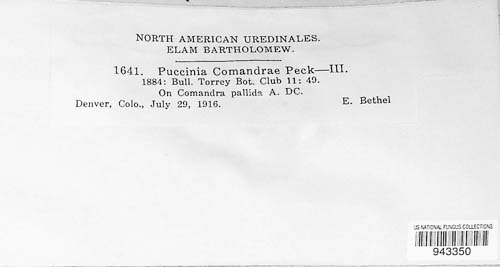 NORTH AMERICAN UREDINALES.
ELAM BARTHOLOMEW.
1641. Puccinia Comandrae Peck—III.
1884: Bull. Torrey Bot. Club 11: 49.
On Comandra pallida A. DC.
Denver, Colo., July 29, 1916. E. Bethel
US NATIONAL FUNGUS COLLECTIONS
943350